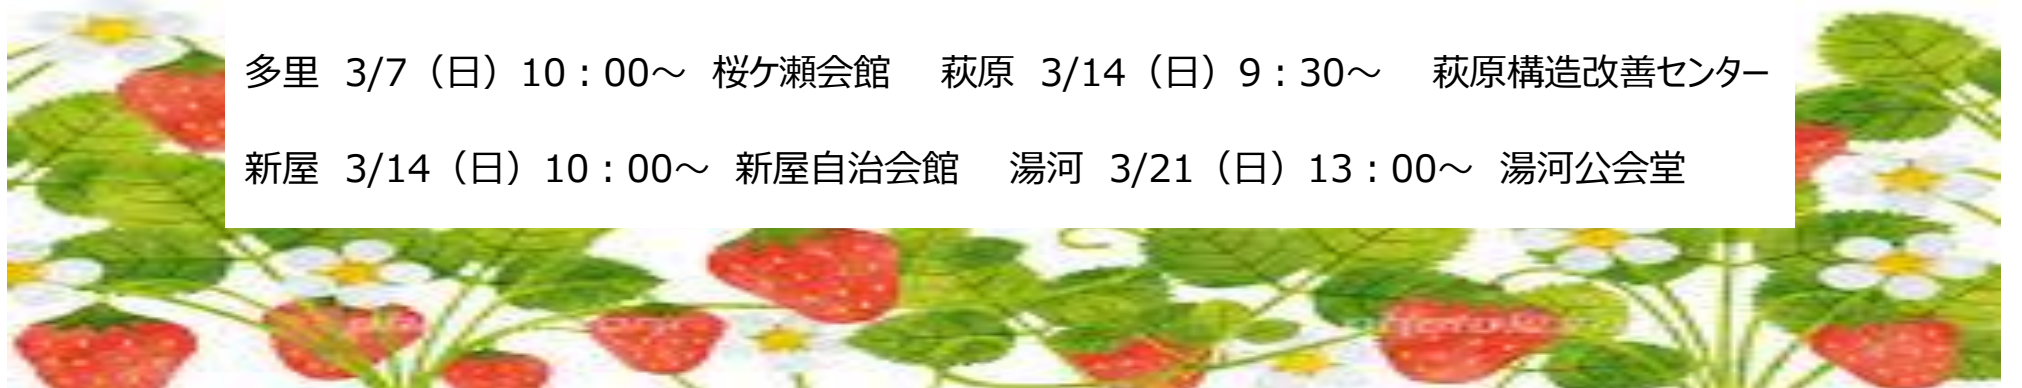 多里 3/7（日）10：00～ 桜ケ瀬会館 萩原 3/14（日）9：30～ 萩原構造改善センター
新屋 3/14（日）10：00～ 新屋自治会館 湯河 3/21（日）13：00～ 湯河公会堂